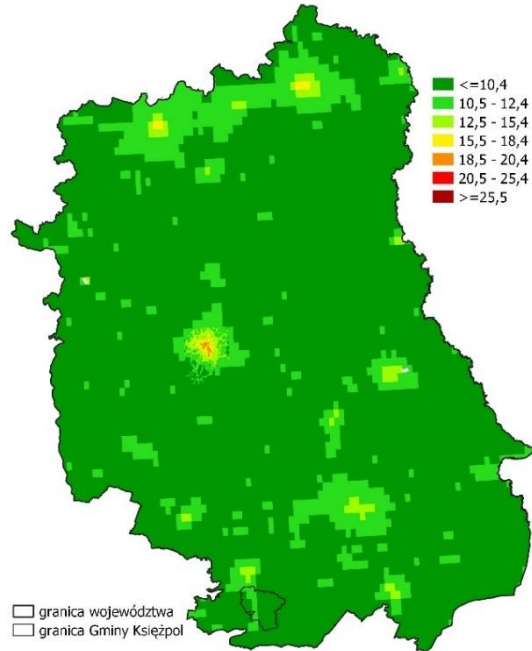 <=10,4
10,5 - 12,4
12,5 - 15,4
15,5 - 18,4
18,5 - 20,4
20,5 - 25,4
>=25,5
granica województwa
granica Gminy Księżpol